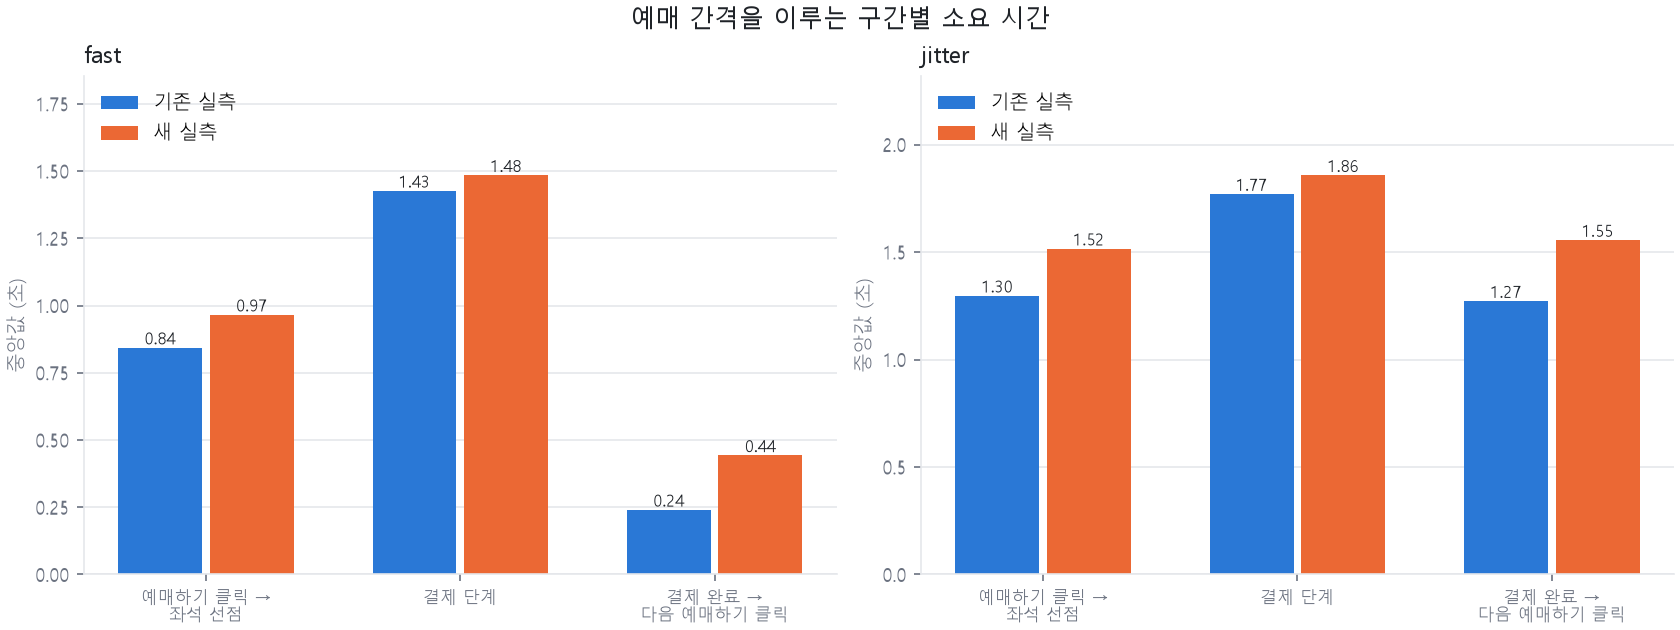 예매 간격을 이루는 구간별 소요 시간
fast
기존 실측
새 실측
중앙값 (초)
1.75
1.50
1.25
1.00
0.75
0.50
0.25
0.00
0.84
0.97
1.43
1.48
0.24
0.44
예매하기 클릭 →
좌석 선점
결제 단계
결제 완료 →
다음 예매하기 클릭
jitter
기존 실측
새 실측
중앙값 (초)
2.0
1.5
1.0
0.5
0.0
1.30
1.52
1.77
1.86
1.27
1.55
예매하기 클릭 →
좌석 선점
결제 단계
결제 완료 →
다음 예매하기 클릭